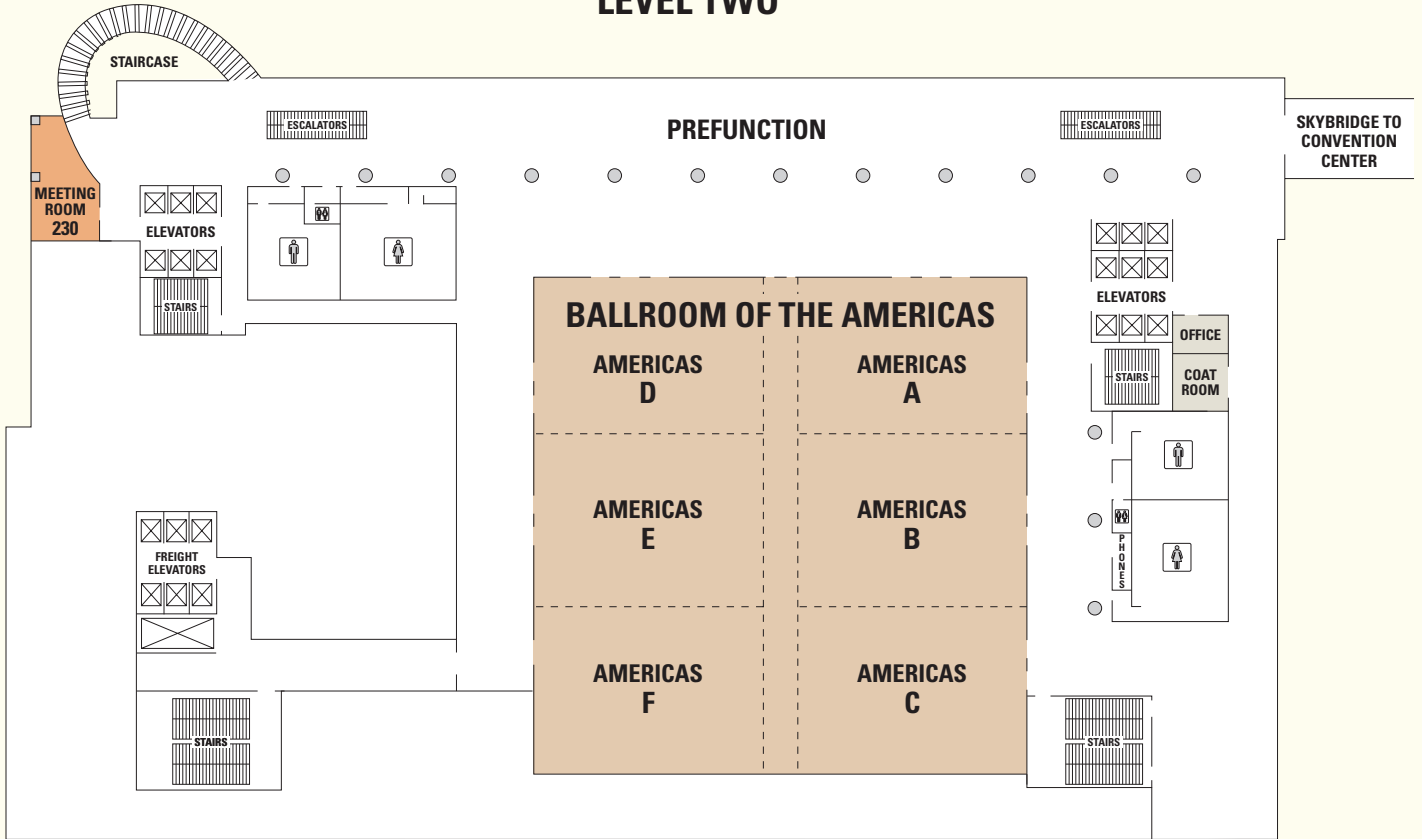 LEVEL TWO
STAIRCASE
ESCALATORS
PREFUNCTION
ESCALATORS
SKYBRIDGE TO
CONVENTION
CENTER
MEETING
ROOM
230
ELEVATORS
STAIRS
ELEVATORS
OFFICE
STAIRS
COAT
ROOM
BALLROOM OF THE AMERICAS
AMERICAS
D
AMERICAS
A
AMERICAS
E
AMERICAS
B
PHONES
FREIGHT
ELEVATORS
AMERICAS
F
AMERICAS
C
STAIRS
STAIRS